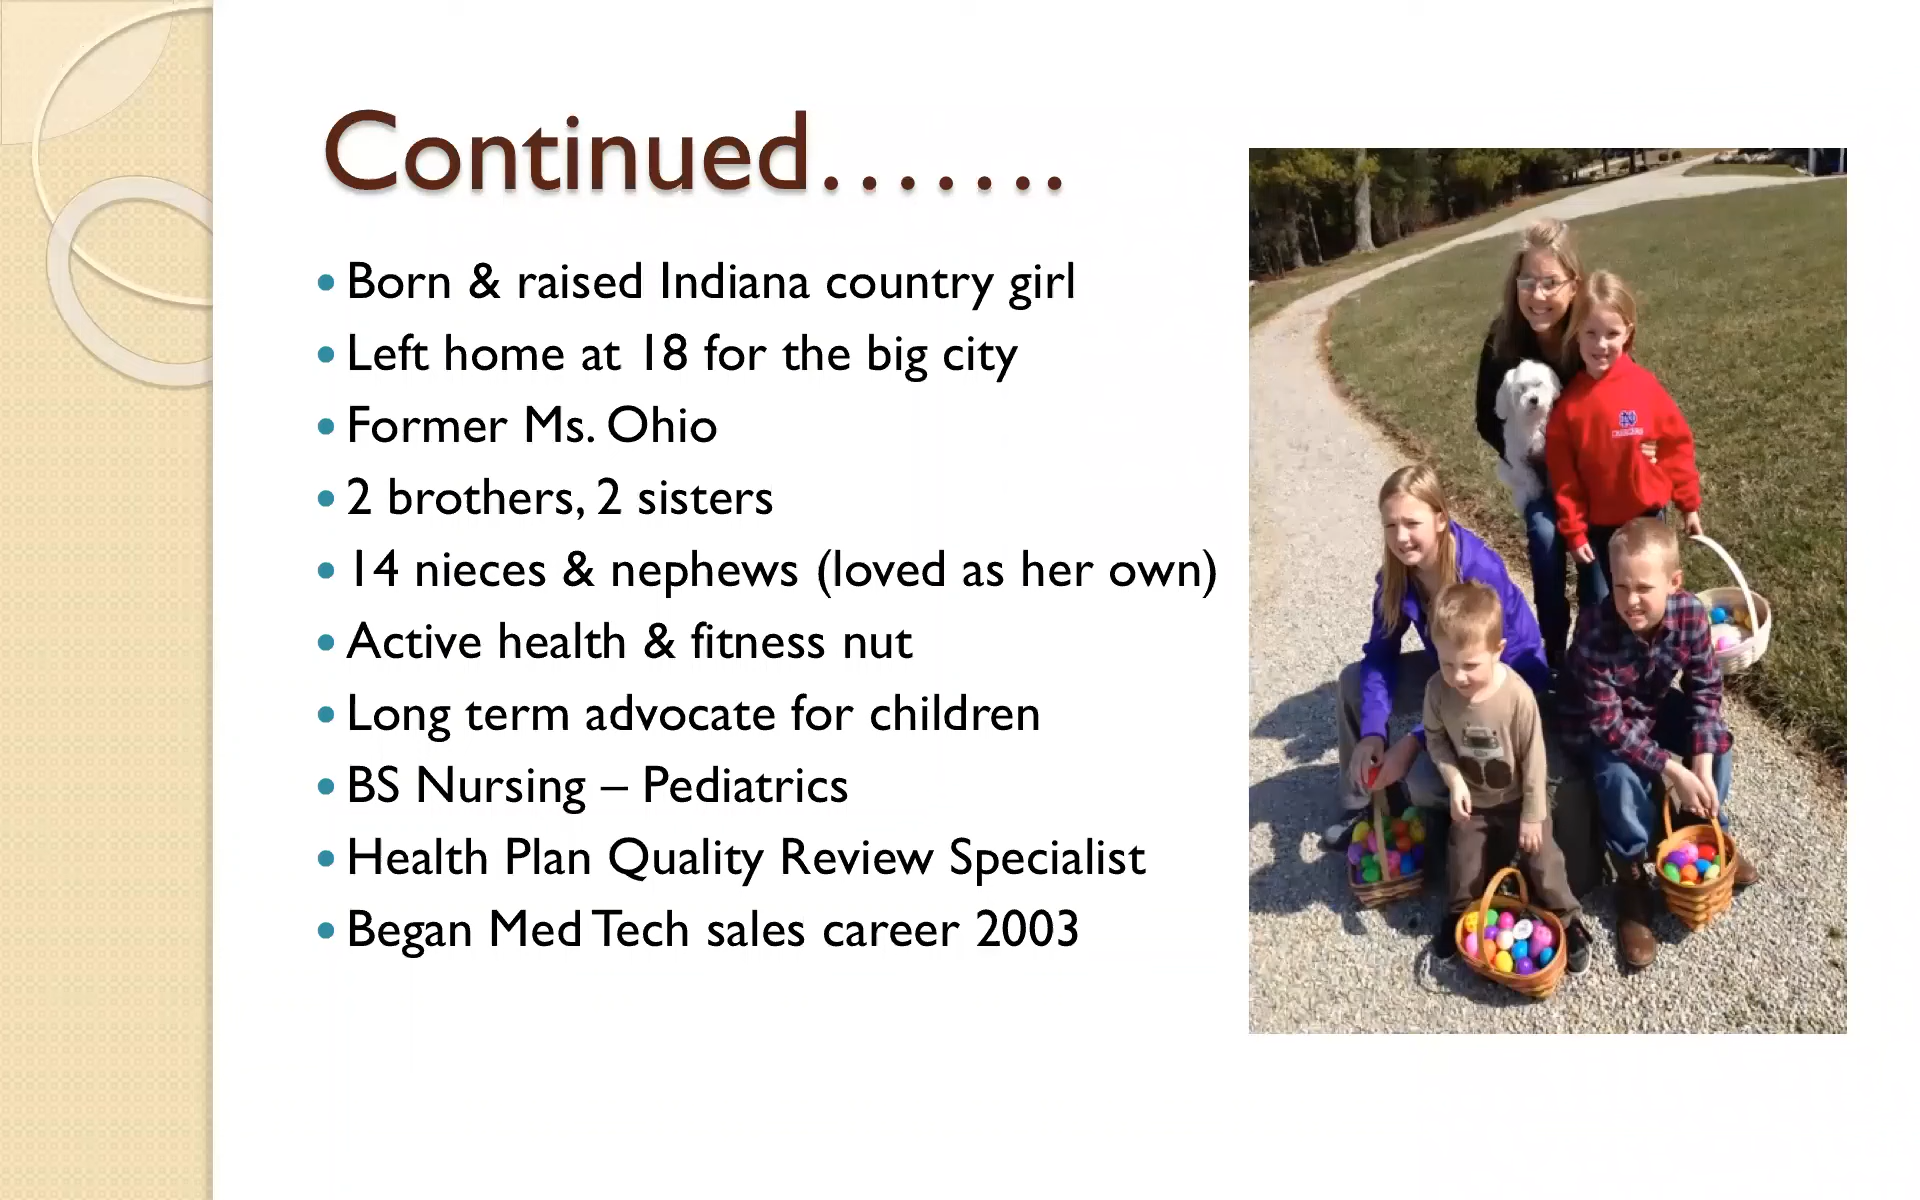 Continued.......
• Born & raised Indiana country girl
• Left home at 18 for the big city
• Former Ms. Ohio
• 2 brothers, 2 sisters
• 14 nieces & nephews (loved as her own)
• Active health & fitness nut
• Long term advocate for children
• BS Nursing – Pediatrics
• Health Plan Quality Review Specialist
• Began Med Tech sales career 2003